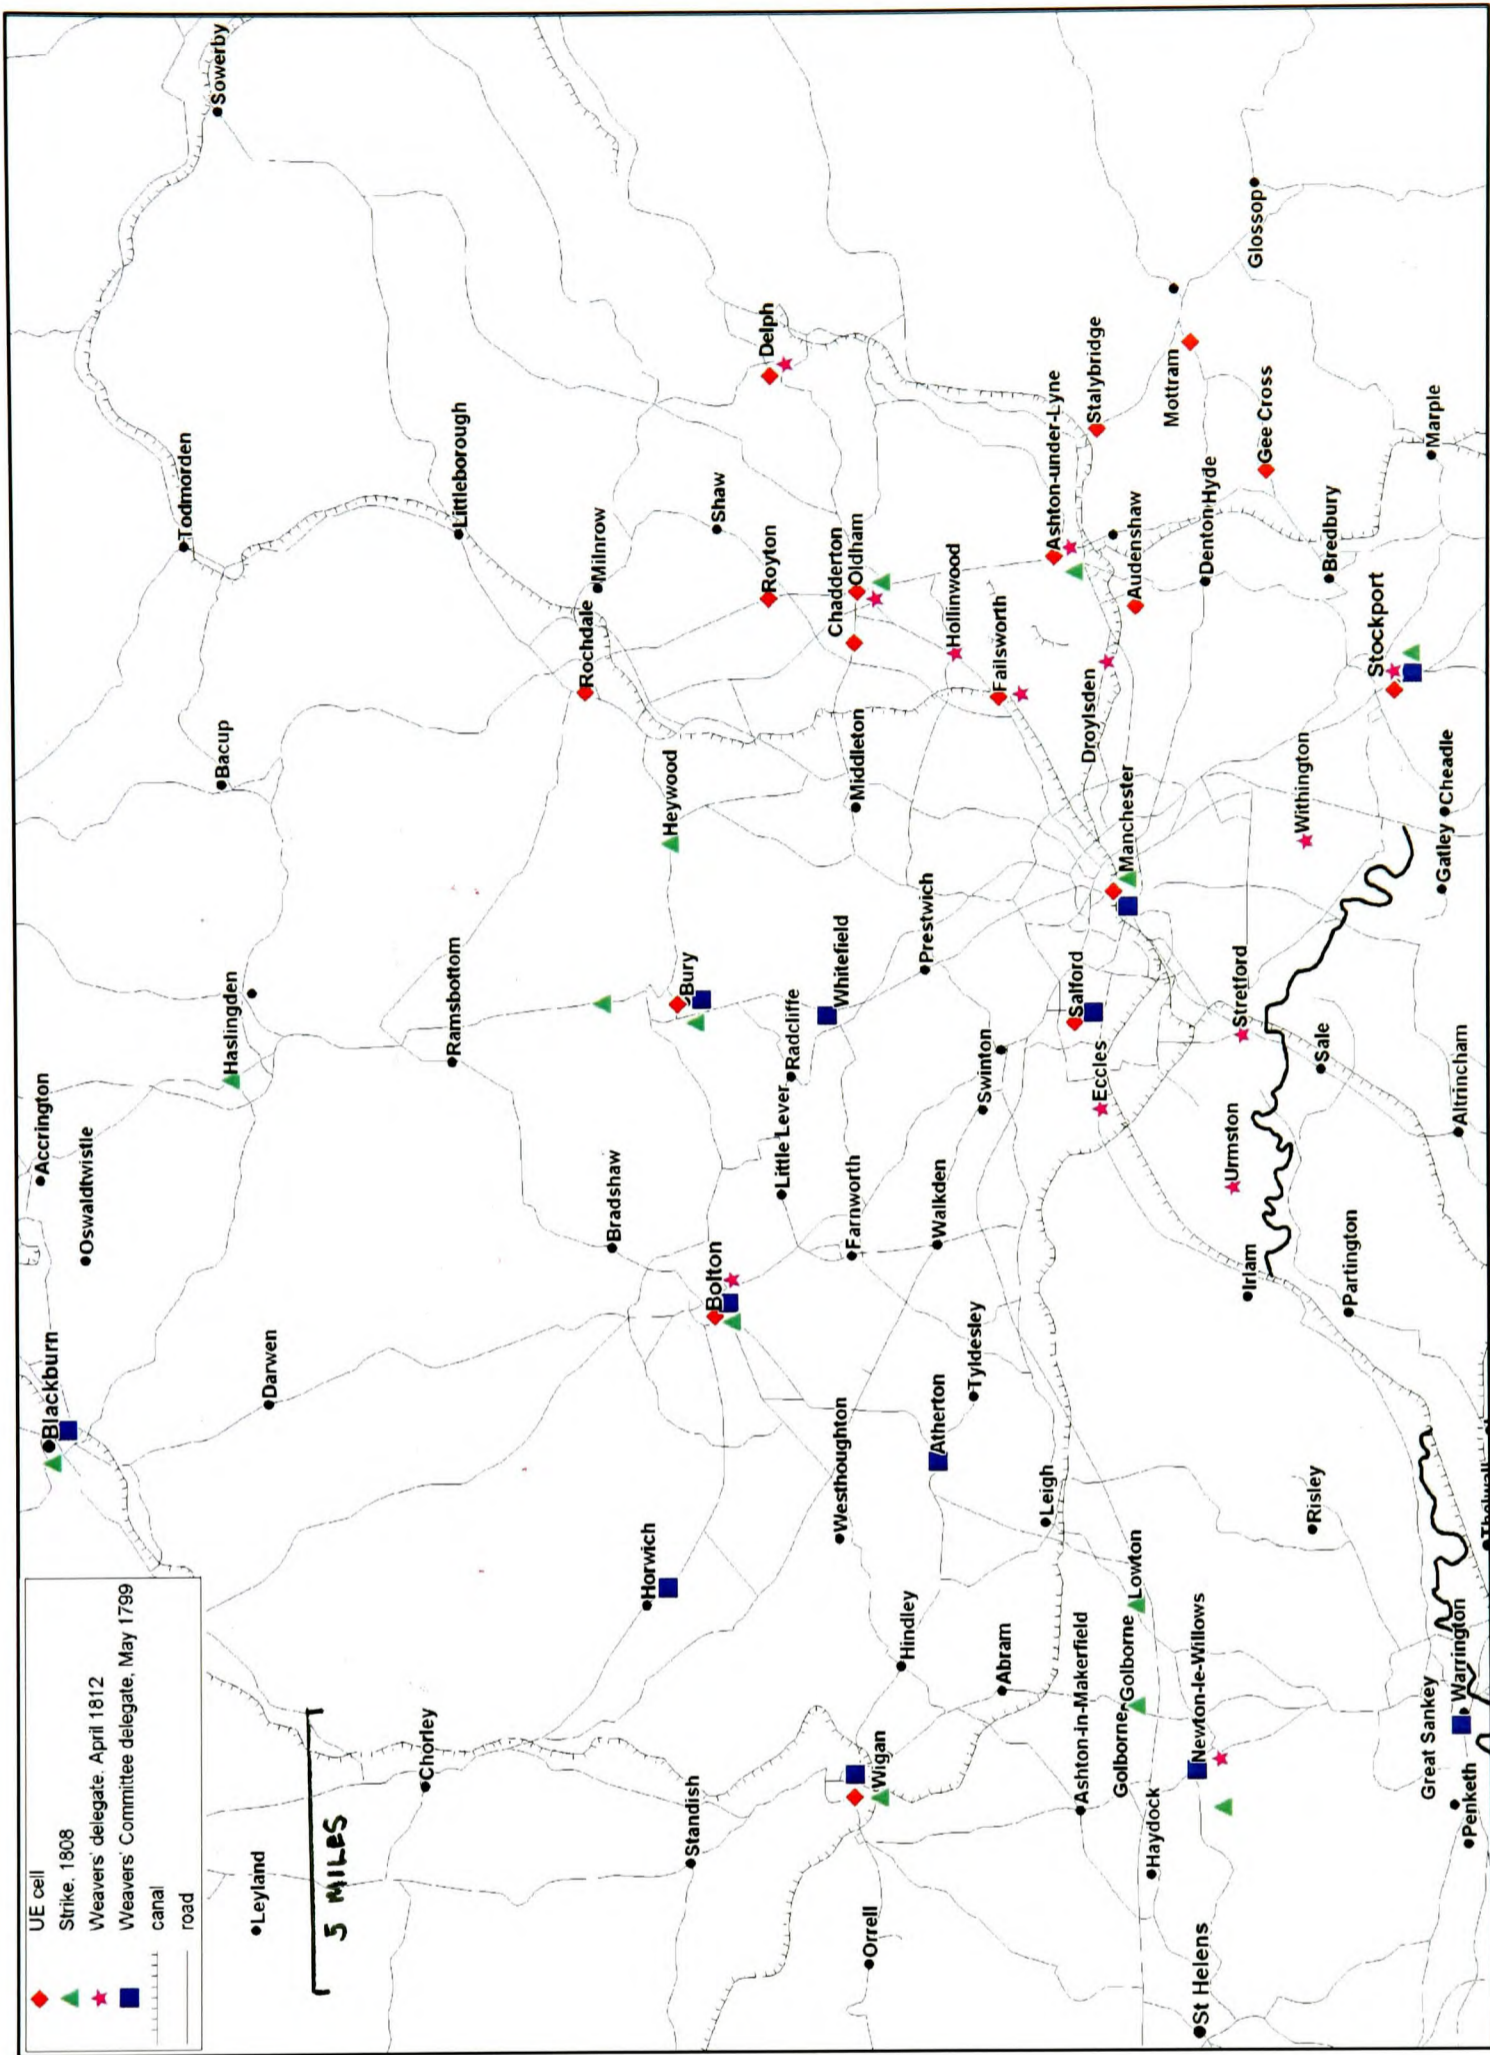 UE cell
Strike, 1808
Weavers' delegate, April 1812
Weavers' Committee delegate, May 1799
canal
road
5 MILES
Blackburn
Accrington
Oswaldtwistle
Haslingden
Bacup
Todmorden
Sowerby
Leyland
Darwen
Chorley
Ramsbottom
Littleborough
Horwich
Bradshaw
Rochdale
Milnrow
Standish
Bolton
Bury
Heywood
Shaw
Royton
Delph
Little Lever
Radcliffe
Whitefield
Middleton
Chadderton
Oldham
Orrell
Wigan
Hindley
Westhoughton
Farnworth
Atherton
Walkden
Tyldesley
Swinton
Prestwich
Hollinwood
Failsworth
Abram
Leigh
Salford
Eccles
Manchester
Droylsden
Ashton-under-Lyne
Audenshaw
Stalybridge
Mottram
Glossop
Ashton-in-Makerfield
Golborne
Golborne
Lowton
Haydock
St Helens
Newton-le-Willows
Irlam
Urmston
Stretford
Withington
Denton
Hyde
Gee Cross
Risley
Partington
Sale
Bredbury
Stockport
Marple
Great Sankey
Penketh
Warrington
Altrincham
Gatley
Cheadle